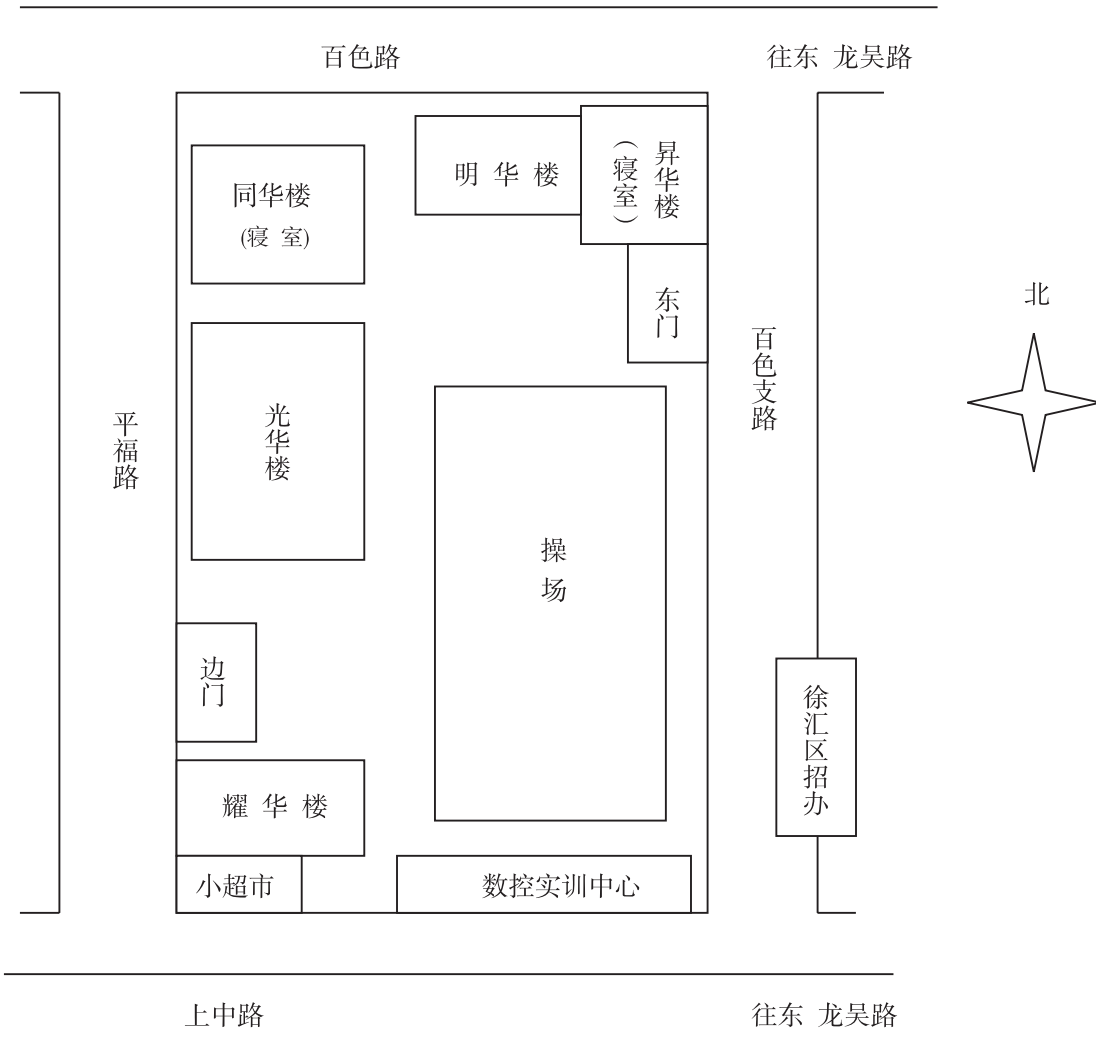 百色路
往东 龙吴路
同华楼
(寝 室)
明 华 楼
昇华楼
(寝室)
东门
北
百色支路
平福路
光华楼
操场
边门
徐汇区招办
耀 华 楼
小超市
数控实训中心
上中路
往东 龙吴路